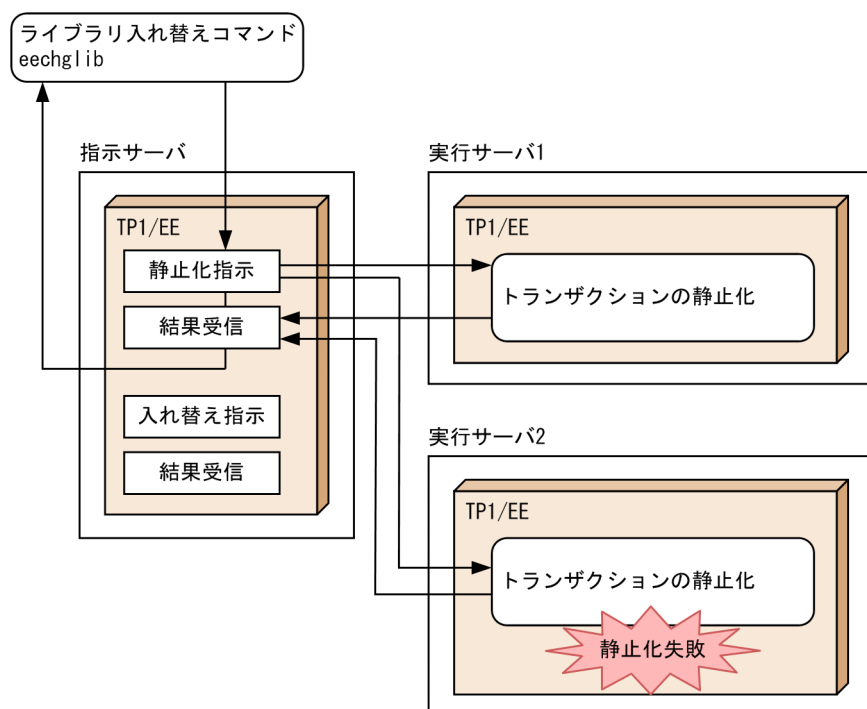 ライブラリ入れ替えコマンド
eechglib
指示サーバ
TP1/EE
静止化指示
結果受信
入れ替え指示
結果受信
実行サーバ1
TP1/EE
トランザクションの静止化
実行サーバ2
TP1/EE
トランザクションの静止化
静止化失敗